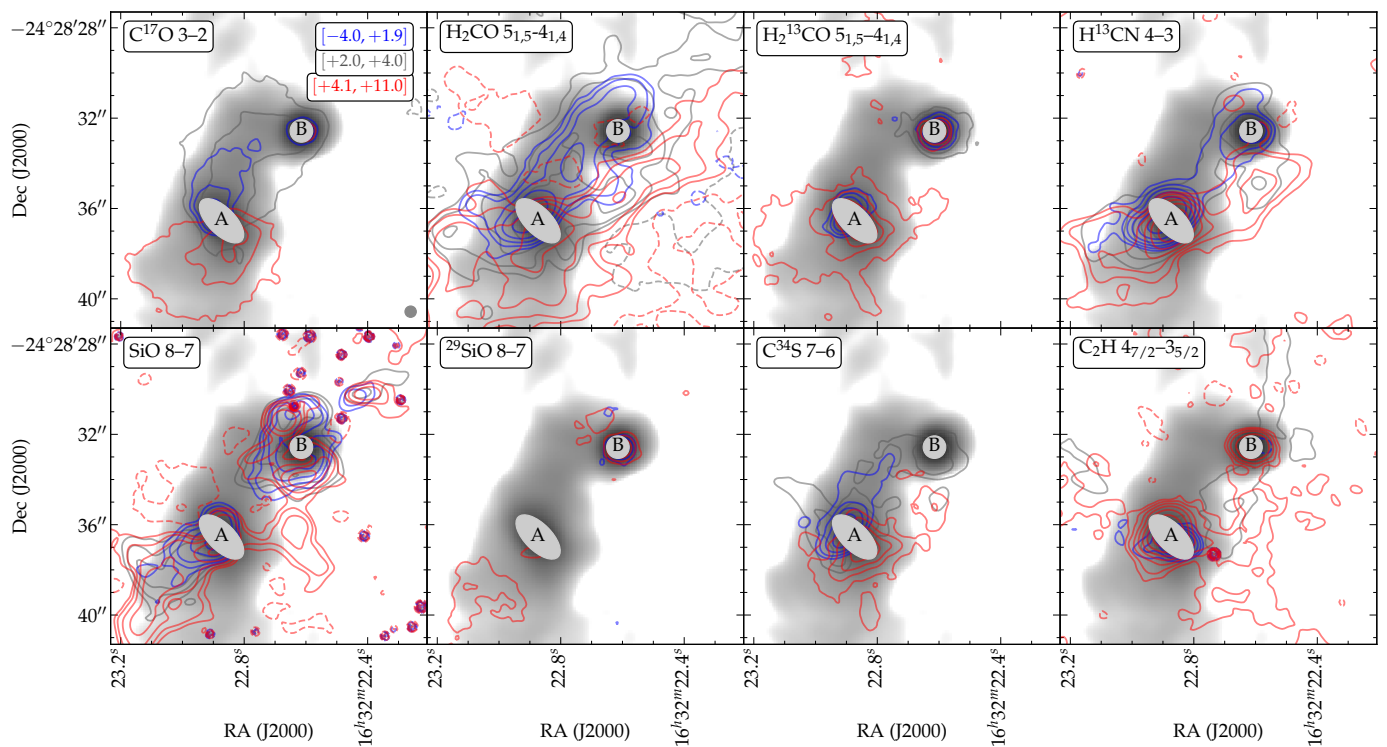 −24°28′28″
32″
36″
40″
Dec (J2000)
C¹⁷O 3–2
[−4.0, +1.9]
[+2.0, +4.0]
[+4.1, +11.0]
A
B
H₂CO 5₁,₅-4₁,₄
A
B
H₂¹³CO 5₁,₅–4₁,₄
A
B
H¹³CN 4–3
A
B
−24°28′28″
32″
36″
40″
Dec (J2000)
SiO 8–7
A
B
²⁹SiO 8–7
A
B
C³⁴S 7–6
A
B
C₂H 4₇/₂–3₅/₂
A
B
23.2ˢ
22.8ˢ
16ʰ32ᵐ22.4ˢ
RA (J2000)
23.2ˢ
22.8ˢ
16ʰ32ᵐ22.4ˢ
RA (J2000)
23.2ˢ
22.8ˢ
16ʰ32ᵐ22.4ˢ
RA (J2000)
23.2ˢ
22.8ˢ
16ʰ32ᵐ22.4ˢ
RA (J2000)